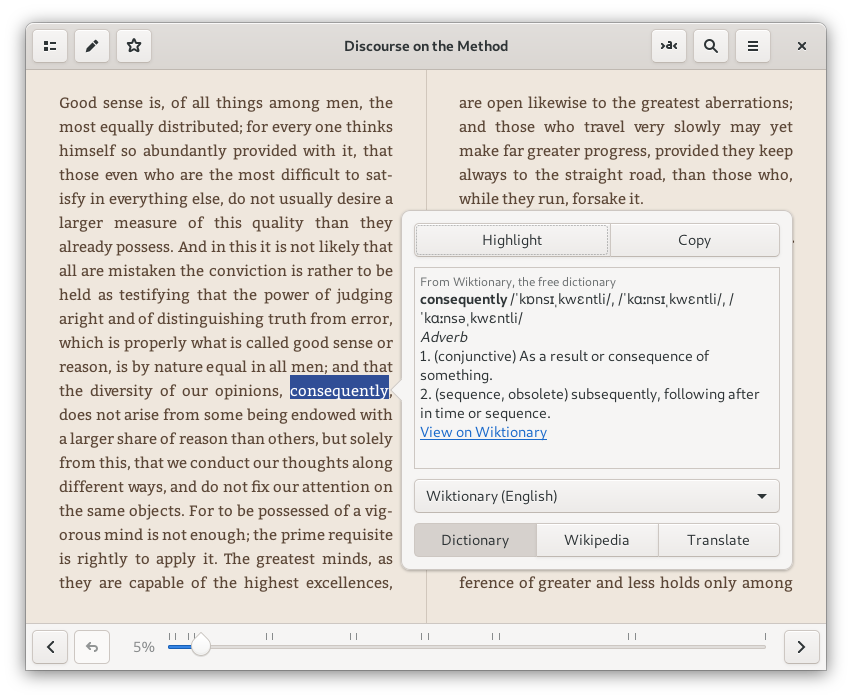 Discourse on the Method
›a‹
Good sense is, of all things among men, the
most equally distributed; for every one thinks
himself so abundantly provided with it, that
those even who are the most difficult to sat-
isfy in everything else, do not usually desire a
larger measure of this quality than they
already possess. And in this it is not likely that
all are mistaken the conviction is rather to be
held as testifying that the power of judging
aright and of distinguishing truth from error,
which is properly what is called good sense or
reason, is by nature equal in all men; and that
the diversity of our opinions, consequently,
does not arise from some being endowed with
a larger share of reason than others, but solely
from this, that we conduct our thoughts along
different ways, and do not fix our attention on
the same objects. For to be possessed of a vig-
orous mind is not enough; the prime requisite
is rightly to apply it. The greatest minds, as
they are capable of the highest excellences,
are open likewise to the greatest aberrations;
and those who travel very slowly may yet
make far greater progress, provided they keep
always to the straight road, than those who,
while they run, forsake it.
Highlight
Copy
From Wiktionary, the free dictionary
consequently /ˈkɒnsɪˌkwɛntli/, /ˈkɑːnsɪˌkwɛntli/, /
ˈkɑːnsəˌkwɛntli/
Adverb
1. (conjunctive) As a result or consequence of
something.
2. (sequence, obsolete) subsequently, following after
in time or sequence.
View on Wiktionary
Wiktionary (English)
Dictionary
Wikipedia
Translate
ference of greater and less holds only among
5%